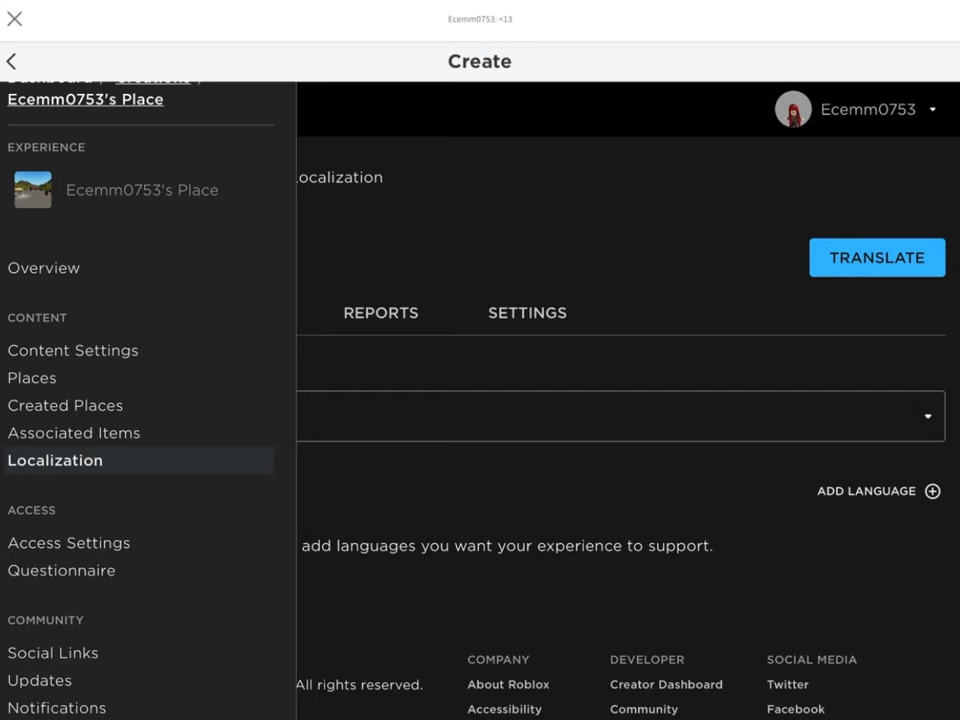 Ecemm0753: <13
Create
Ecemm0753's Place
Ecemm0753
EXPERIENCE
Ecemm0753's Place
Overview
CONTENT
Content Settings
Places
Created Places
Associated Items
Localization
ACCESS
Access Settings
Questionnaire
COMMUNITY
Social Links
Updates
Notifications
ocalization
TRANSLATE
REPORTS
SETTINGS
ADD LANGUAGE
add languages you want your experience to support.
All rights reserved.
COMPANY
About Roblox
Accessibility
DEVELOPER
Creator Dashboard
Community
SOCIAL MEDIA
Twitter
Facebook